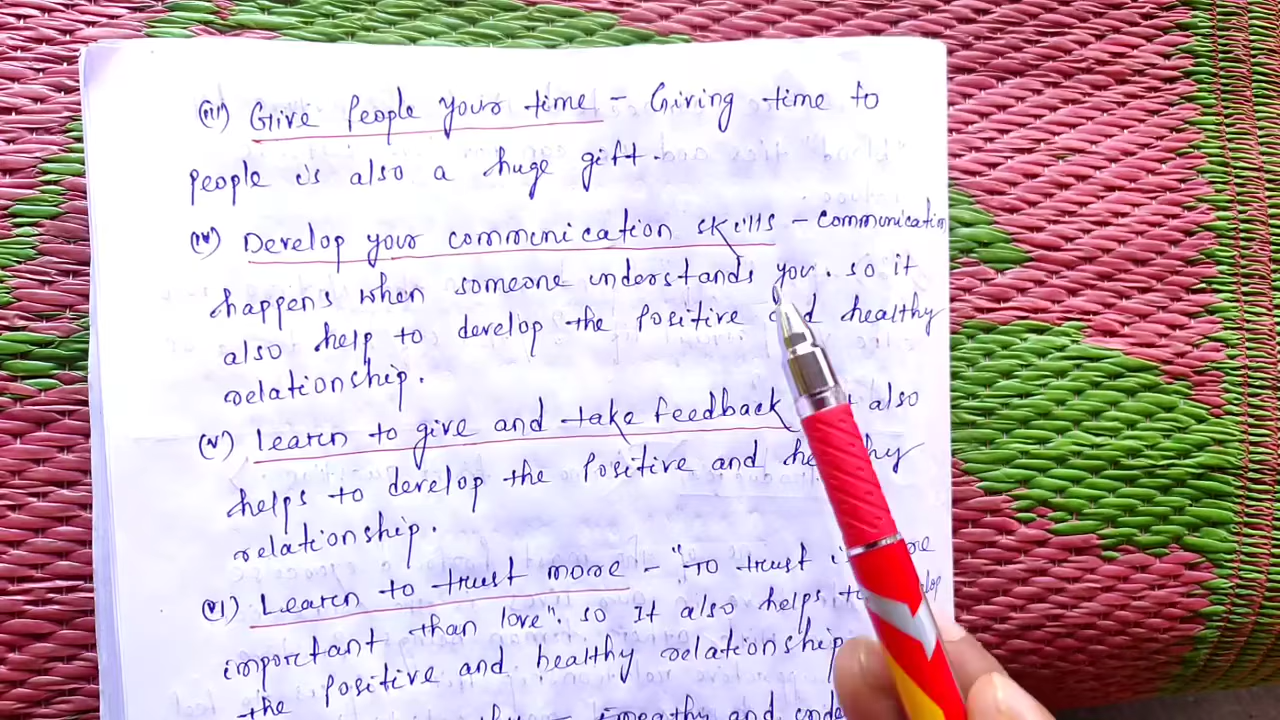 (iii) Give People your time - Giving time to
people is also a huge gift.
(iv) Develop your communication skills - communication
happens when someone understands you. so it
also help to develop the positive healthy
relationship.
(v) Learn to give and take feedback also
helps to develop the positive and
relationship.
(vi) Learn to trust more - "To trust
important than love". so It also helps
the positive and healthy relationship
and